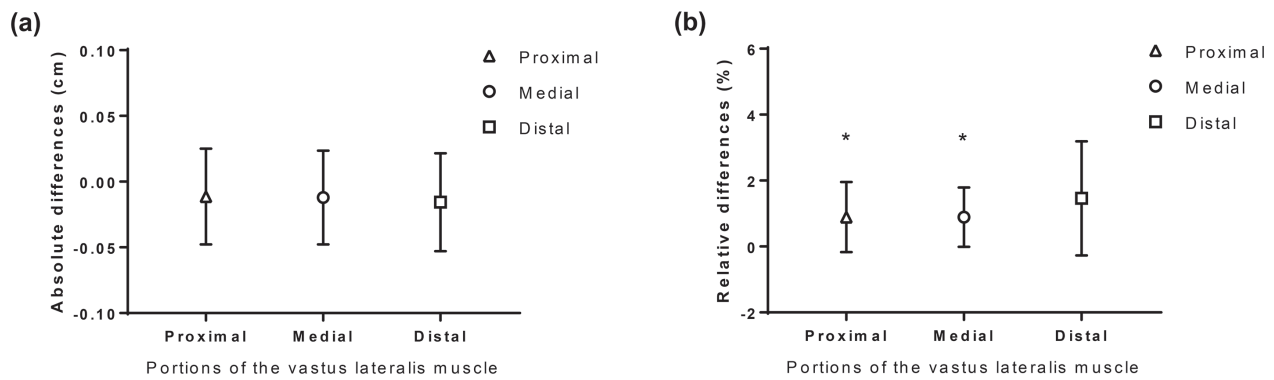 (a)
Absolute differences (cm)
0.10
0.05
0.00
-0.05
-0.10
Proximal Medial Distal
Portions of the vastus lateralis muscle
Proximal
Medial
Distal
(b)
Relative differences (%)
6
4
2
0
-2
* *
Proximal Medial Distal
Portions of the vastus lateralis muscle
Proximal
Medial
Distal